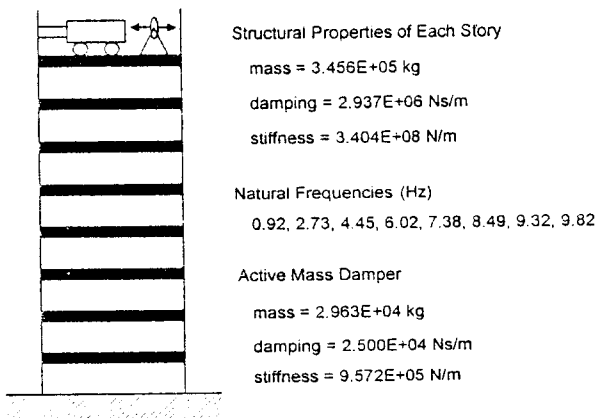 Structural Properties of Each Story
mass = 3.456E+05 kg
damping = 2.937E+06 Ns/m
stiffness = 3.404E+08 N/m
Natural Frequencies (Hz)
0.92, 2.73, 4.45, 6.02, 7.38, 8.49, 9.32, 9.82
Active Mass Damper
mass = 2.963E+04 kg
damping = 2.500E+04 Ns/m
stiffness = 9.572E+05 N/m